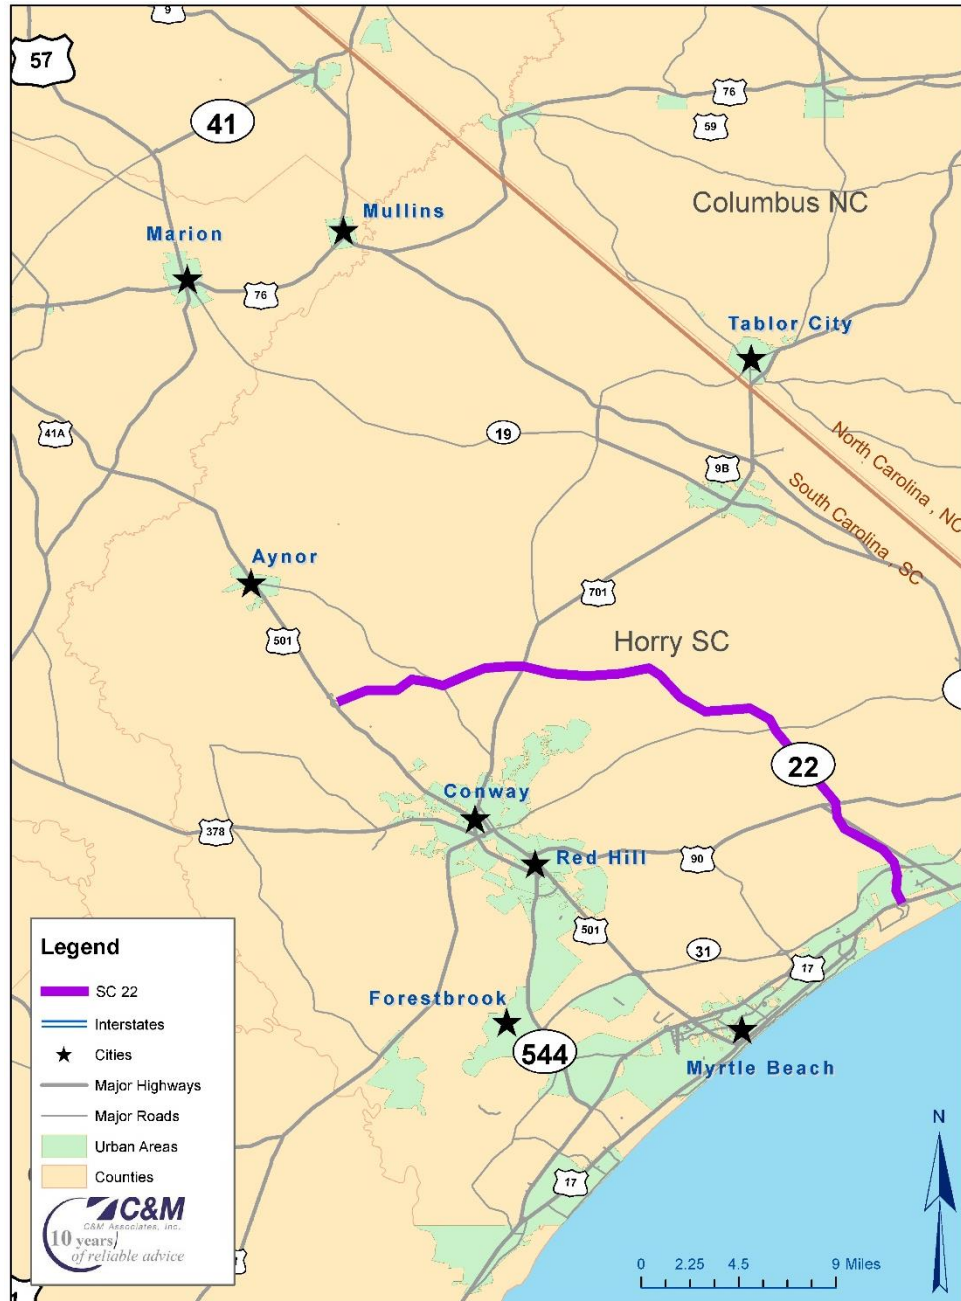 9
57
41
76
59
Columbus NC
Mullins
Marion
76
Tablor City
41A
19
9B
North Carolina , NC
South Carolina , SC
Aynor
701
501
Horry SC
22
Conway
378
Red Hill
90
501
31
17
Forestbrook
544
Myrtle Beach
17
Legend
SC 22
Interstates
Cities
Major Highways
Major Roads
Urban Areas
Counties
C&M
C&M Associates, Inc.
10 years
of reliable advice
N
0 2.25 4.5 9 Miles